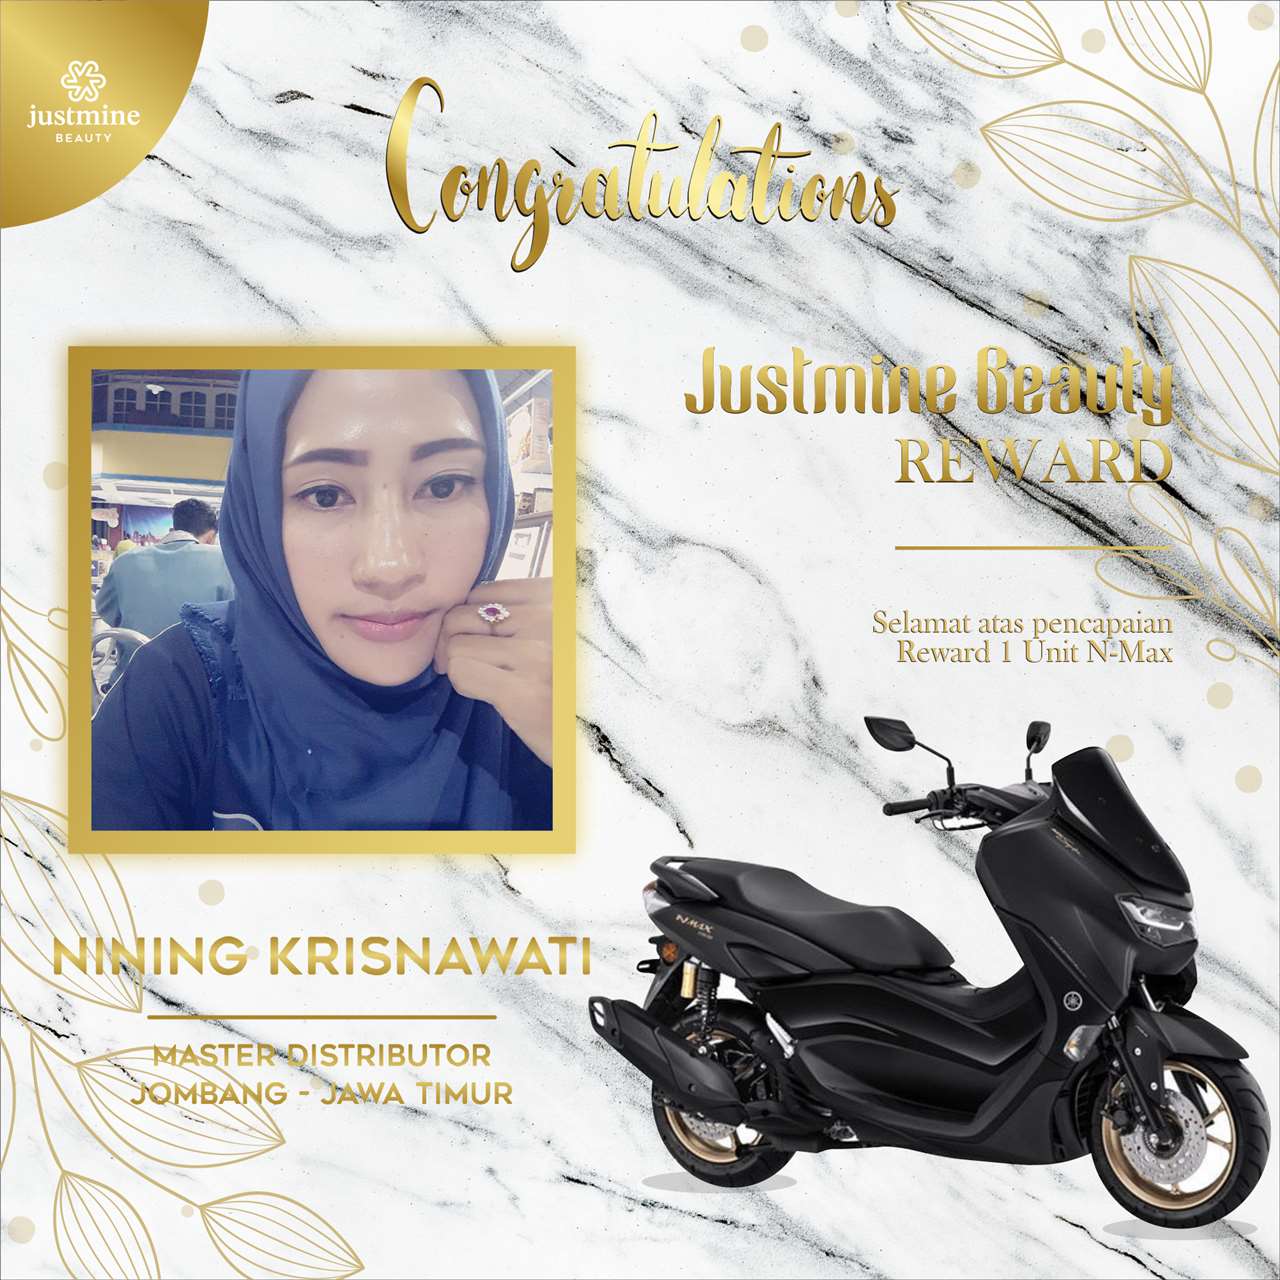 justmine
BEAUTY
Congratulations
Justmine Beauty
REWARD
Selamat atas pencapaian
Reward 1 Unit N-Max
NINING KRISNAWATI
MASTER DISTRIBUTOR
JOMBANG - JAWA TIMUR
N-MAX